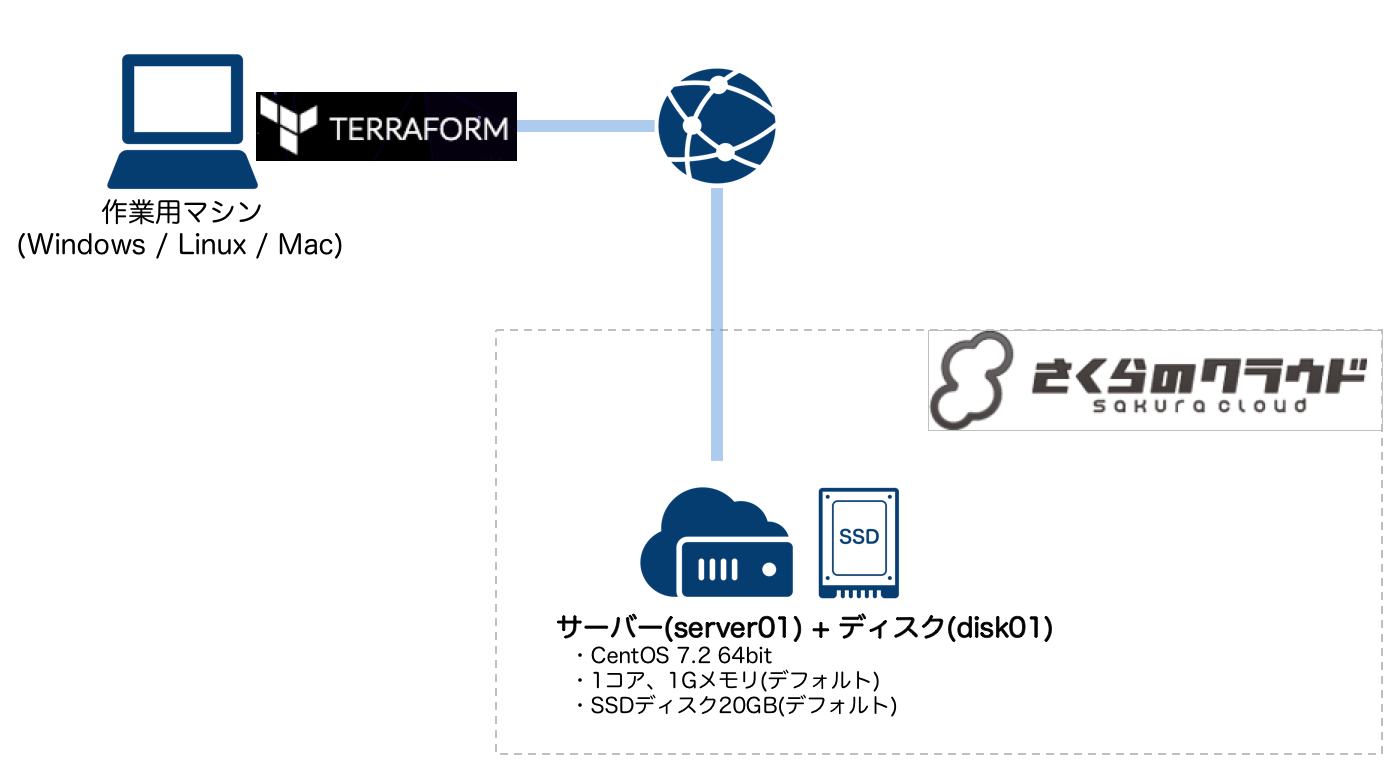 TERRAFORM
作業用マシン
(Windows / Linux / Mac)
さくらのクラウド
sakura cloud
SSD
サーバー(server01) + ディスク(disk01)
・CentOS 7.2 64bit
・1コア、1Gメモリ(デフォルト)
・SSDディスク20GB(デフォルト)